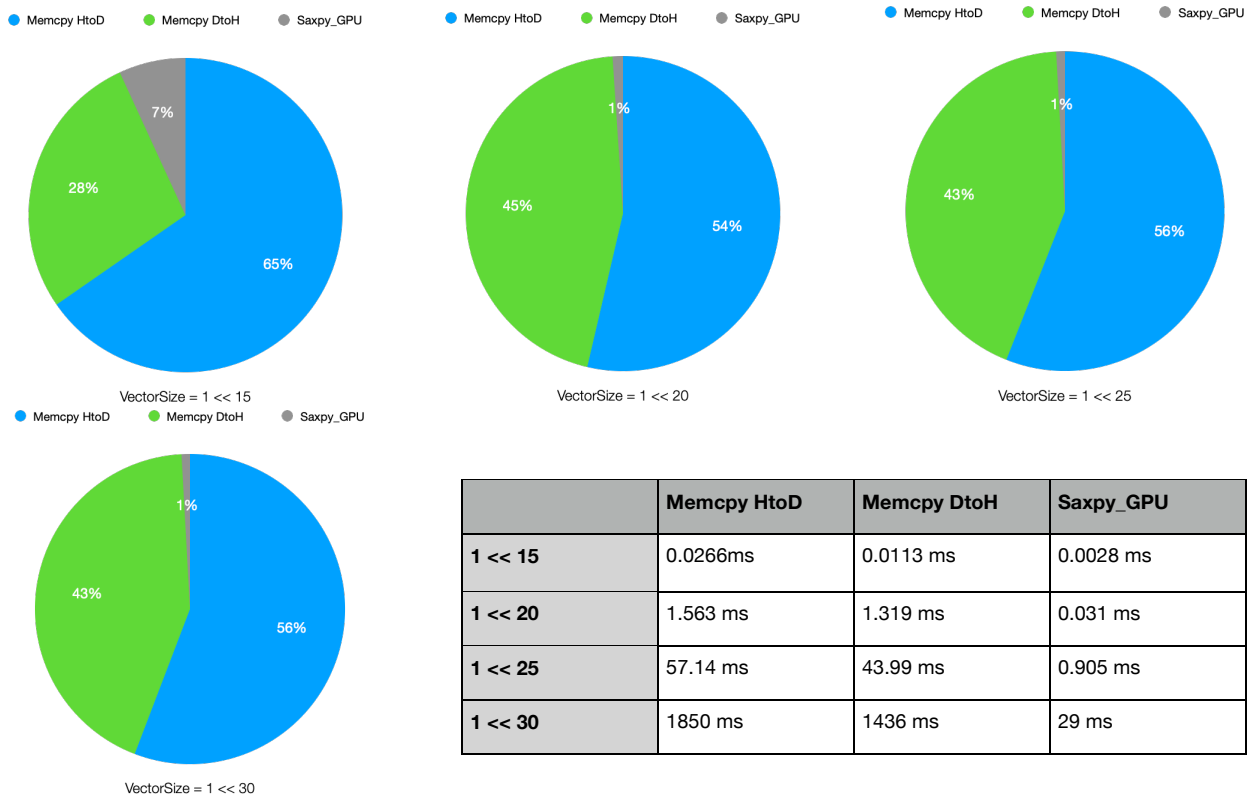 Memcpy HtoD Memcpy DtoH Saxpy_GPU
7%
28%
65%
VectorSize = 1 << 15
Memcpy HtoD Memcpy DtoH Saxpy_GPU
1%
45%
54%
VectorSize = 1 << 20
Memcpy HtoD Memcpy DtoH Saxpy_GPU
1%
43%
56%
VectorSize = 1 << 25
Memcpy HtoD Memcpy DtoH Saxpy_GPU
1%
43%
56%
VectorSize = 1 << 30
Memcpy HtoD Memcpy DtoH Saxpy_GPU
1 << 15 0.0266ms 0.0113 ms 0.0028 ms
1 << 20 1.563 ms 1.319 ms 0.031 ms
1 << 25 57.14 ms 43.99 ms 0.905 ms
1 << 30 1850 ms 1436 ms 29 ms